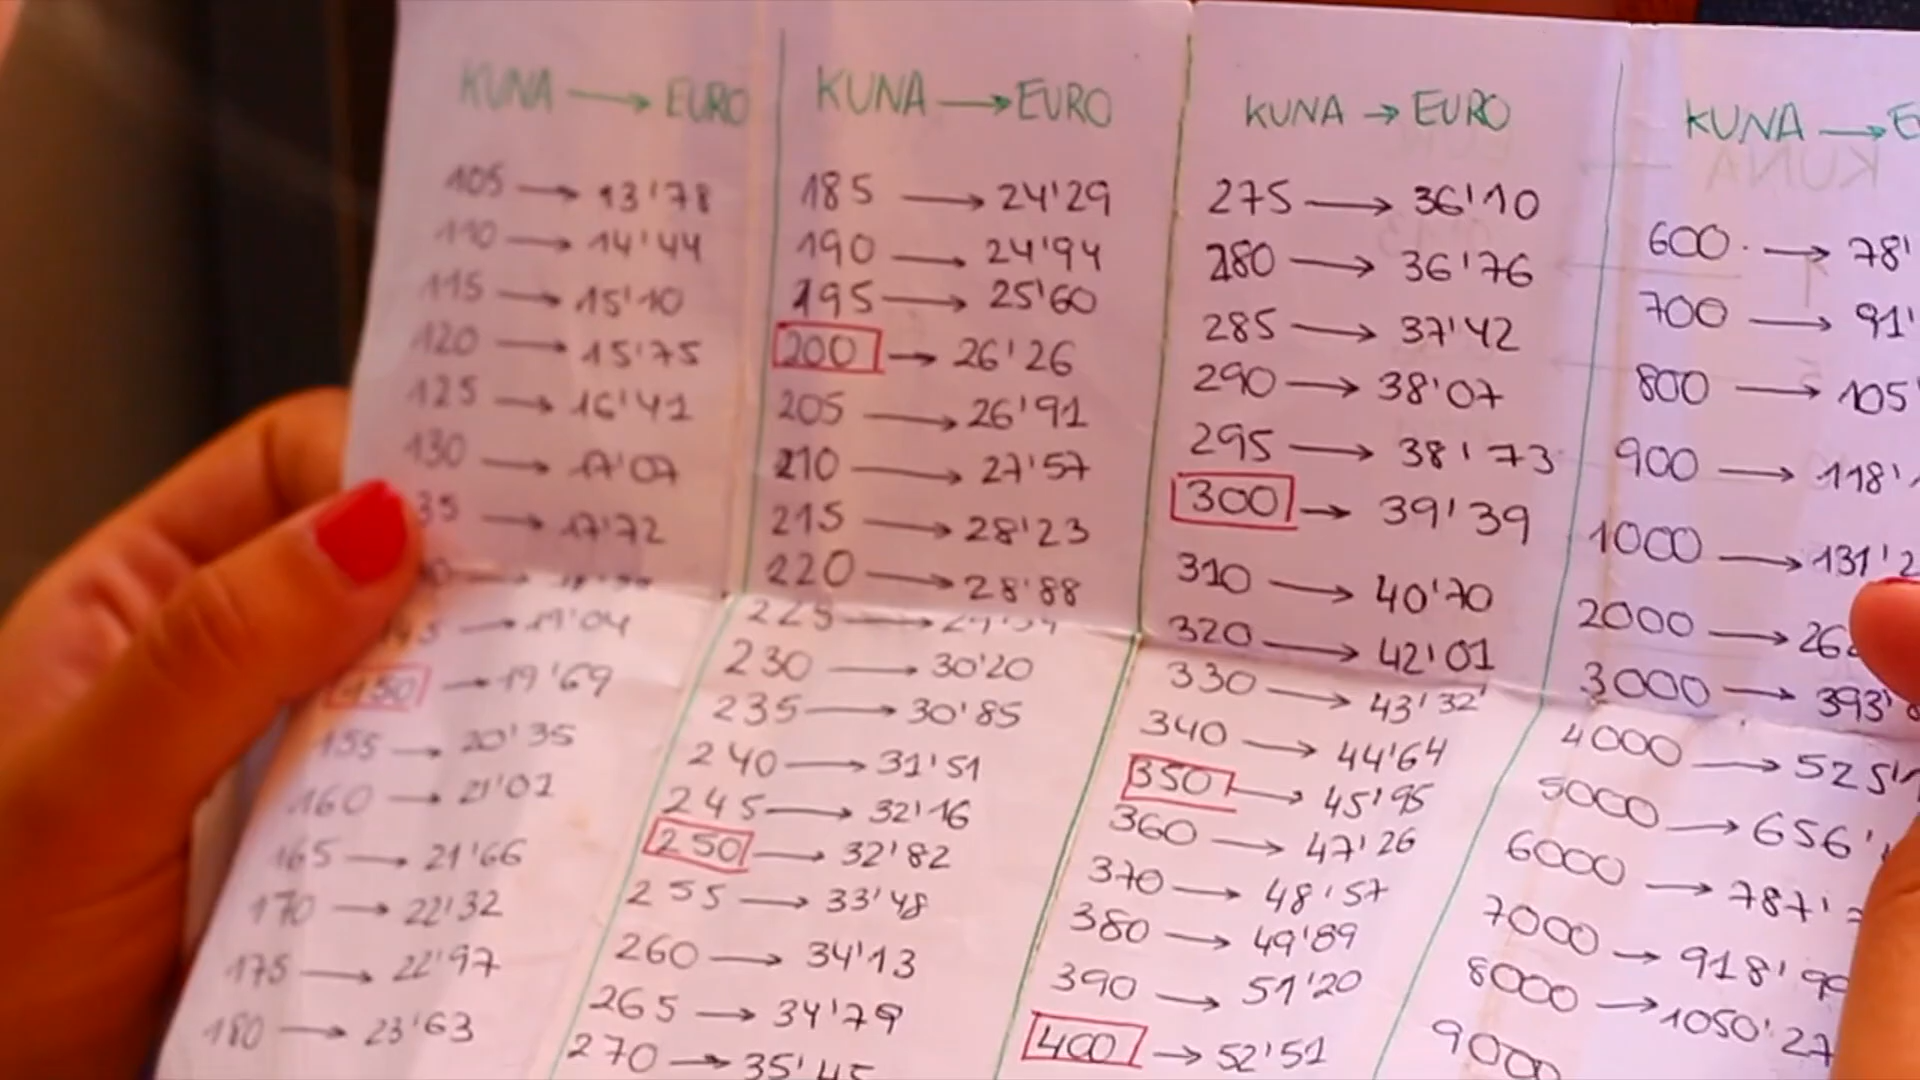 KUNA → EURO
105 → 13'78
110 → 14'44
115 → 15'10
120 → 15'75
125 → 16'41
130 → 17'07
35 → 17'72
→ 19'04
150 → 19'69
155 → 20'35
160 → 21'01
165 → 21'66
170 → 22'32
175 → 22'97
180 → 23'63
KUNA → EURO
185 → 24'29
190 → 24'94
195 → 25'60
200 → 26'26
205 → 26'91
210 → 27'57
215 → 28'23
220 → 28'88
225 →
230 → 30'20
235 → 30'85
240 → 31'51
245 → 32'16
250 → 32'82
255 → 33'48
260 → 34'13
265 → 34'79
270 → 35'45
KUNA → EURO
275 → 36'10
280 → 36'76
285 → 37'42
290 → 38'07
295 → 38'73
300 → 39'39
310 → 40'70
320 → 42'01
330 → 43'32
340 → 44'64
350 → 45'95
360 → 47'26
370 → 48'57
380 → 49'89
390 → 51'20
400 → 52'51
KUNA → E
600 → 78'
700 → 91'
800 → 105'
900 → 118'
1000 → 131'2
2000 → 26
3000 → 393'
4000 → 525'
5000 → 656'
6000 → 787'
7000 → 918'99
8000 → 1050'27
9000